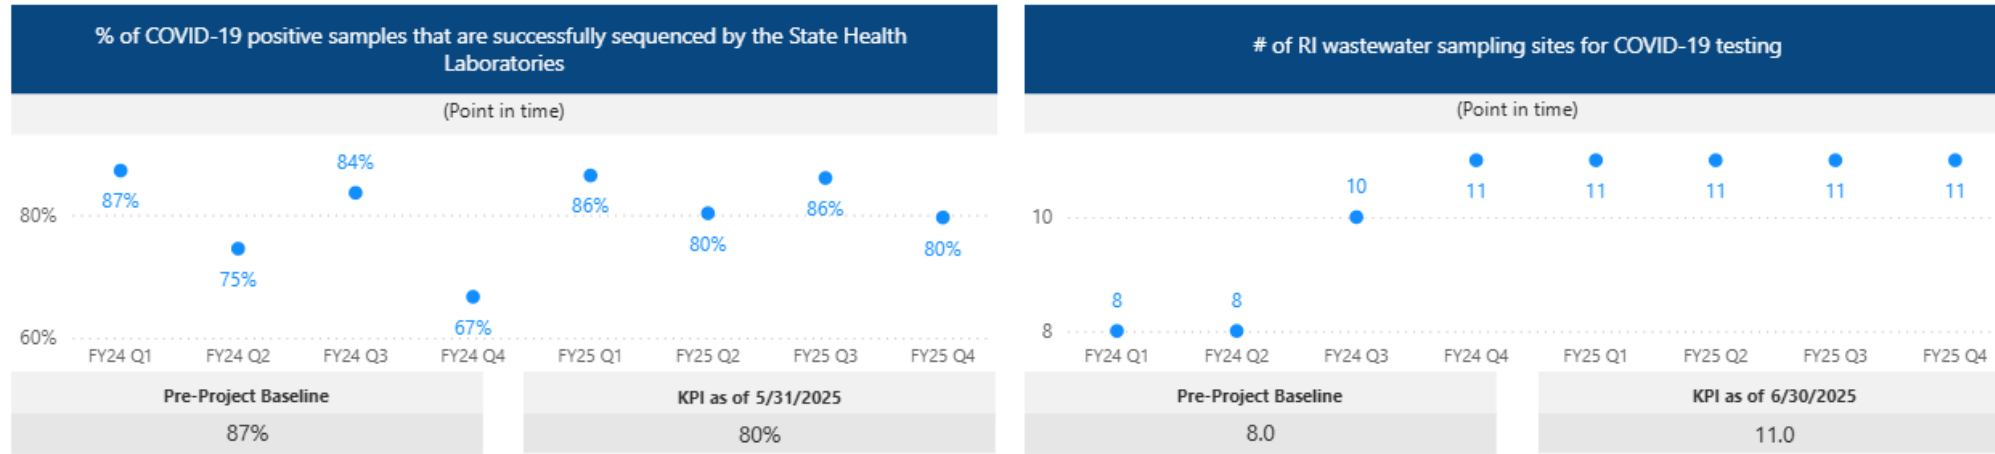 % of COVID-19 positive samples that are successfully sequenced by the State Health
Laboratories
(Point in time)
84%
87%
86%
86%
80%
80%
80%
75%
67%
60%
FY24 Q1 FY24 Q2 FY24 Q3 FY24 Q4 FY25 Q1 FY25 Q2 FY25 Q3 FY25 Q4
Pre-Project Baseline
87%
KPI as of 5/31/2025
80%
# of RI wastewater sampling sites for COVID-19 testing
(Point in time)
10
11 11 11 11 11
10
8 8
8
FY24 Q1 FY24 Q2 FY24 Q3 FY24 Q4 FY25 Q1 FY25 Q2 FY25 Q3 FY25 Q4
Pre-Project Baseline
8.0
KPI as of 6/30/2025
11.0